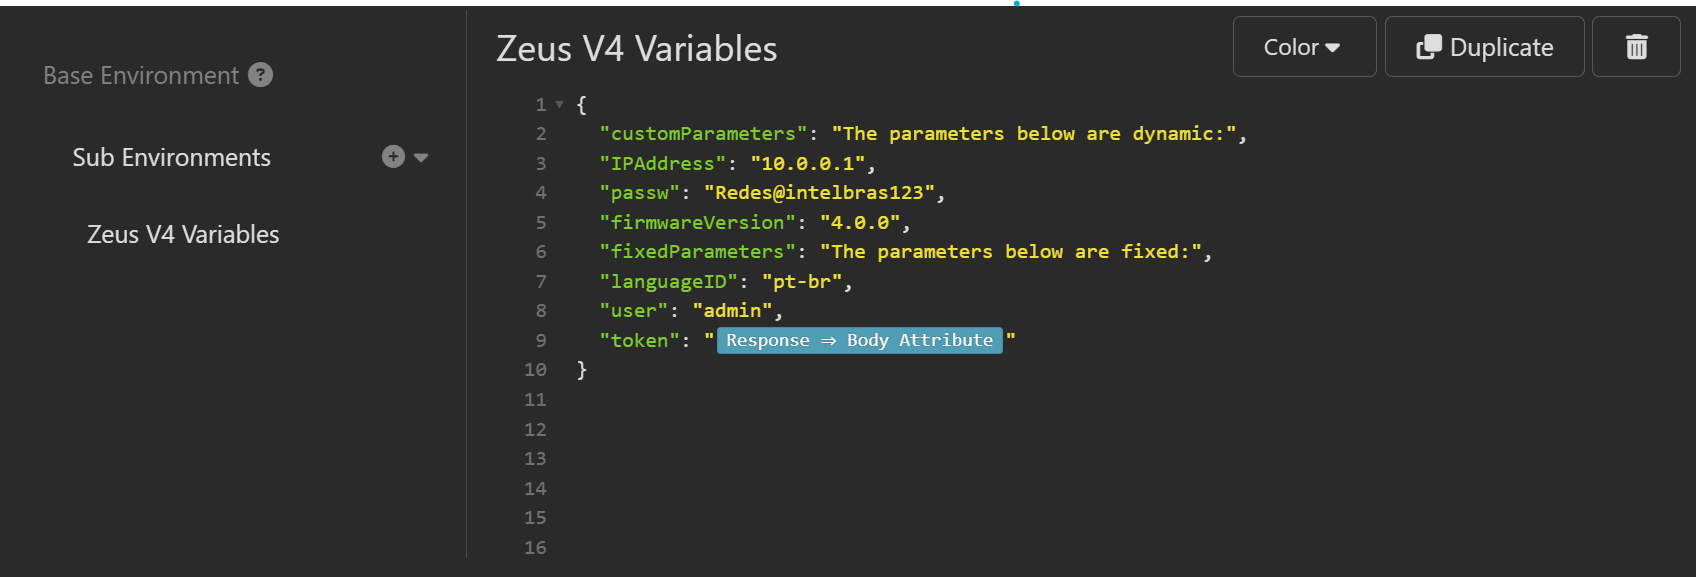 Base Environment ?
Sub Environments
Zeus V4 Variables
Zeus V4 Variables
Color
Duplicate
1 {
2 "customParameters": "The parameters below are dynamic:",
3 "IPAddress": "10.0.0.1",
4 "passw": "Redes@intelbras123",
5 "firmwareVersion": "4.0.0",
6 "fixedParameters": "The parameters below are fixed:",
7 "languageID": "pt-br",
8 "user": "admin",
9 "token": "Response ⇒ Body Attribute"
10 }
11
12
13
14
15
16